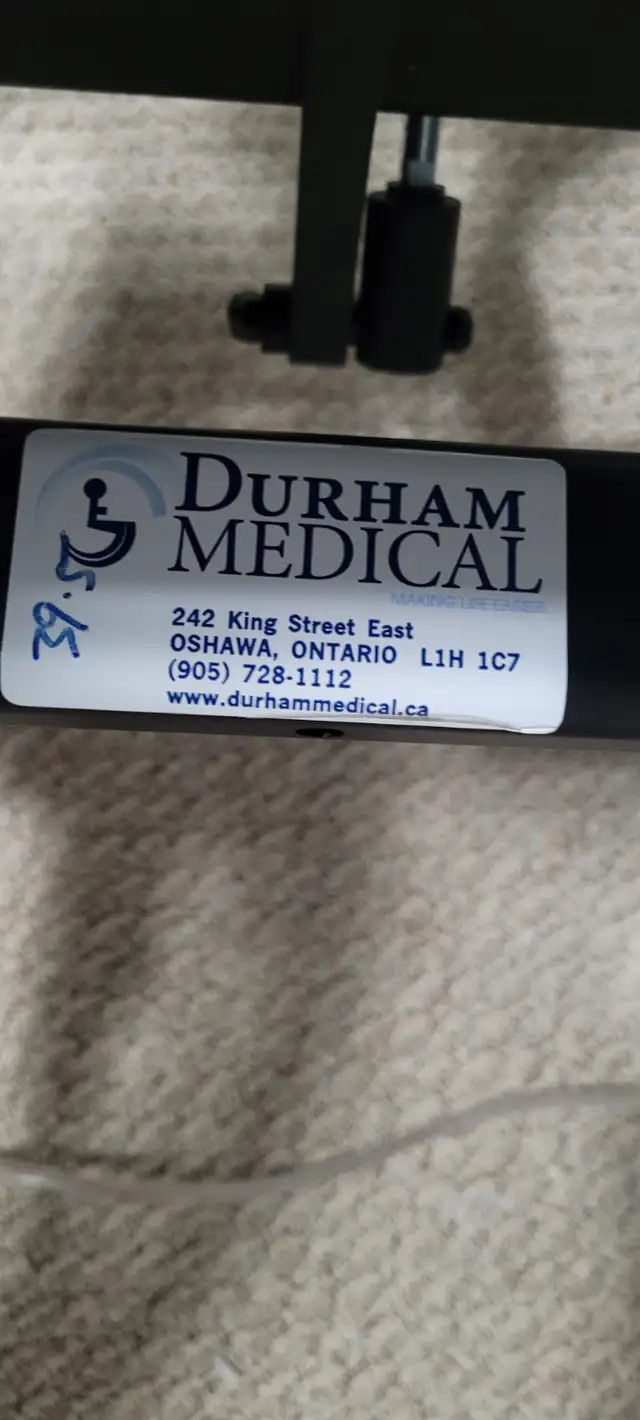 DURHAM
MEDICAL
MAKING LIFE EASIER
242 King Street East
OSHAWA, ONTARIO L1H 1C7
(905) 728-1112
www.durhammedical.ca